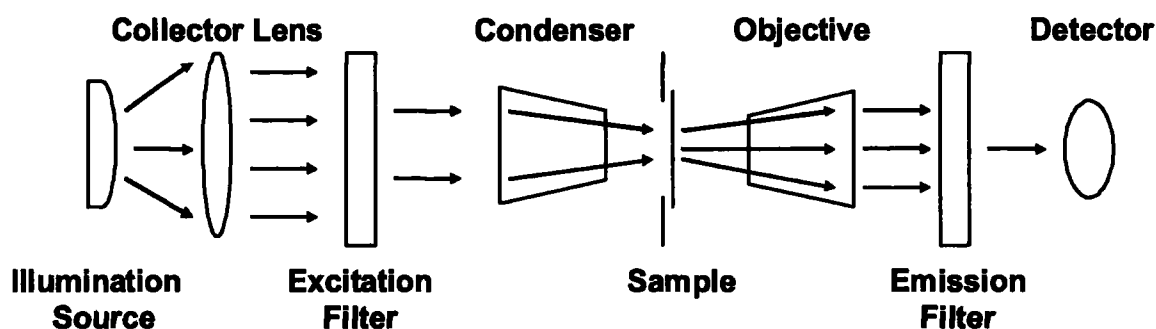 Collector Lens
Condenser
Objective
Detector
Illumination
Source
Excitation
Filter
Sample
Emission
Filter